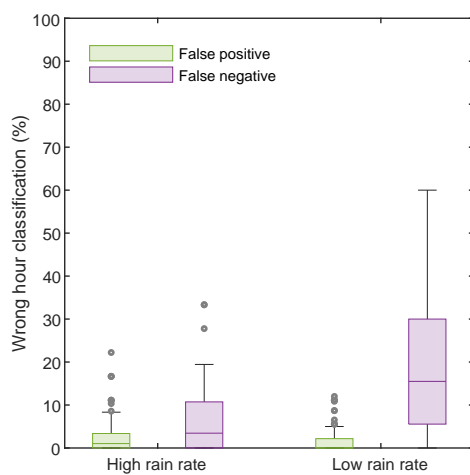 100
90
80
70
60
50
40
30
20
10
0
Wrong hour classification (%)
False positive
False negative
High rain rate
Low rain rate